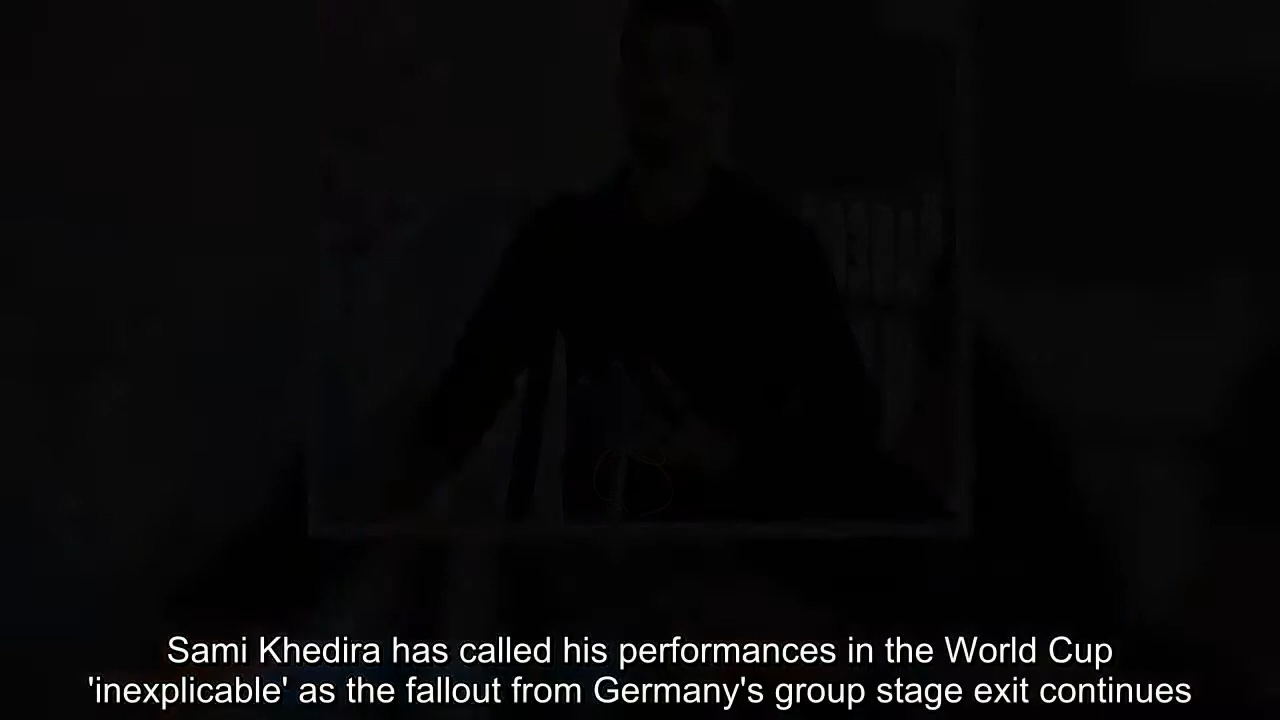 Sami Khedira has called his performances in the World Cup
'inexplicable' as the fallout from Germany's group stage exit continues